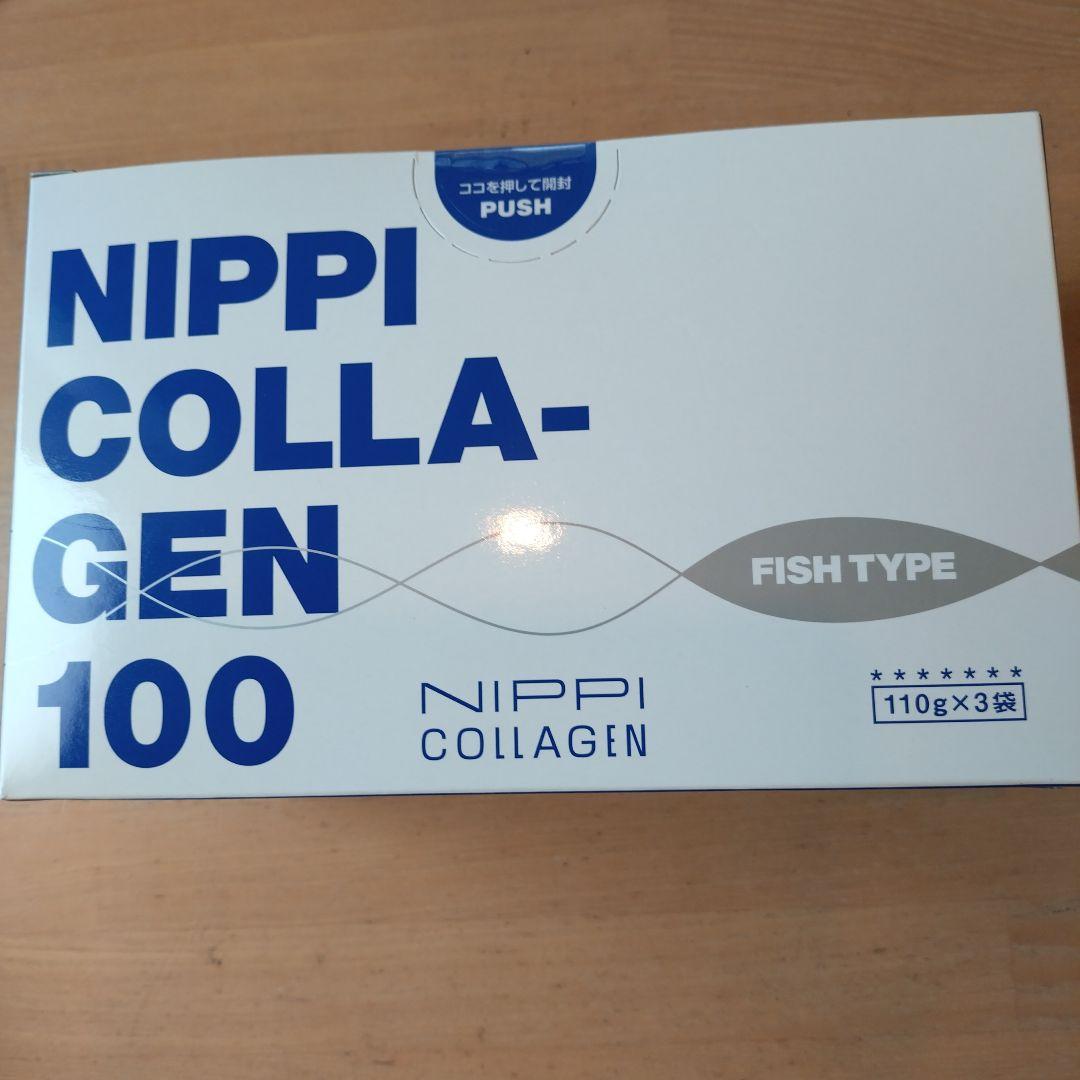 ココを押して開封
PUSH
NIPPI
COLLA-
GEN
100
FISH TYPE
NIPPI
COLLAGEN
*******
110g×3袋